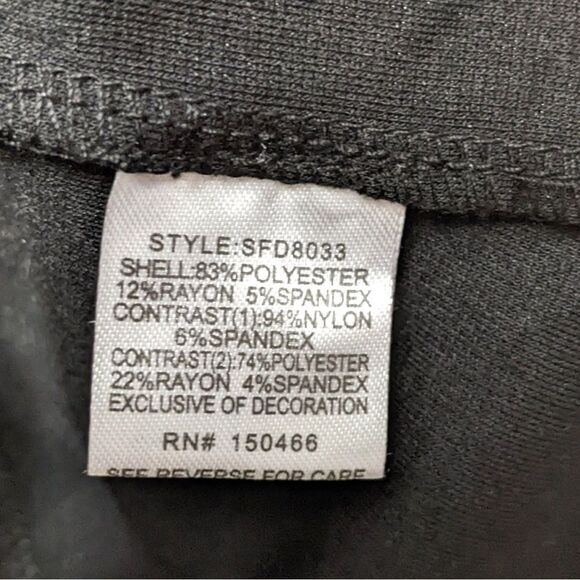 STYLE:SFD8033
SHELL:83%POLYESTER
12%RAYON 5%SPANDEX
CONTRAST(1):94%NYLON
6%SPANDEX
CONTRAST(2):74%POLYESTER
22%RAYON 4%SPANDEX
EXCLUSIVE OF DECORATION
RN# 150466
SEE REVERSE FOR CARE